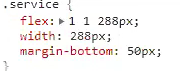 .service {
flex:▶ 1 1 288px;
width: 288px;
margin-bottom: 50px;
}